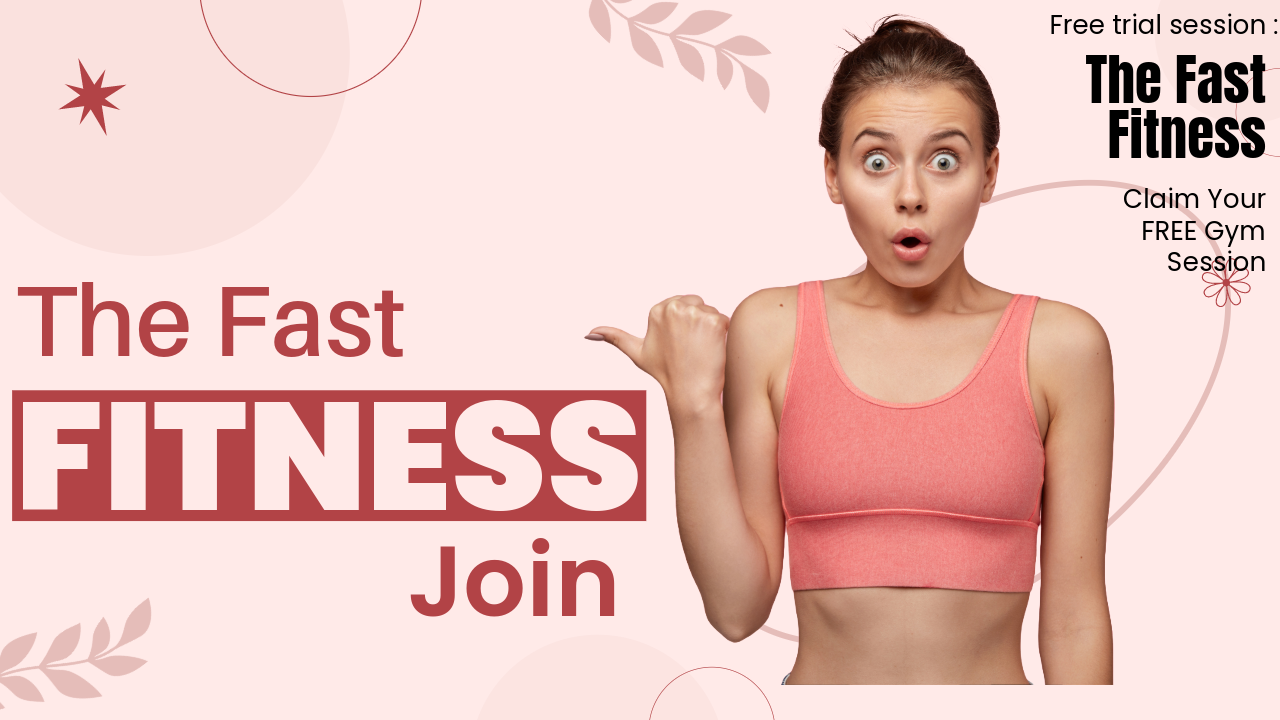 Free trial session :
The Fast
Fitness
Claim Your
FREE Gym
Session
The Fast
FITNESS
Join